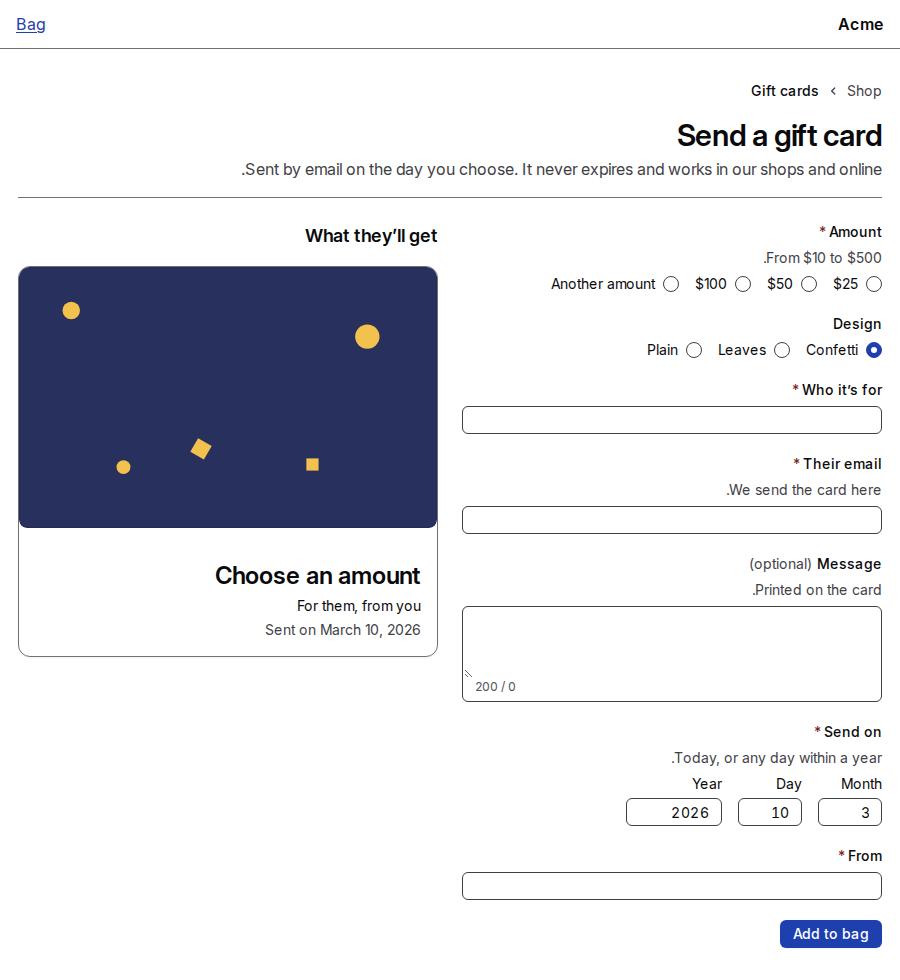 Bag
Acme
Gift cards ‹ Shop
Send a gift card
.Sent by email on the day you choose. It never expires and works in our shops and online
* Amount
.From $10 to $500
Another amount $100 $50 $25
Design
Plain Leaves Confetti
* Who it’s for
* Their email
.We send the card here
(optional) Message
.Printed on the card
200 / 0
* Send on
.Today, or any day within a year
Year Day Month
2026 10 3
* From
Add to bag
What they’ll get
Choose an amount
For them, from you
Sent on March 10, 2026